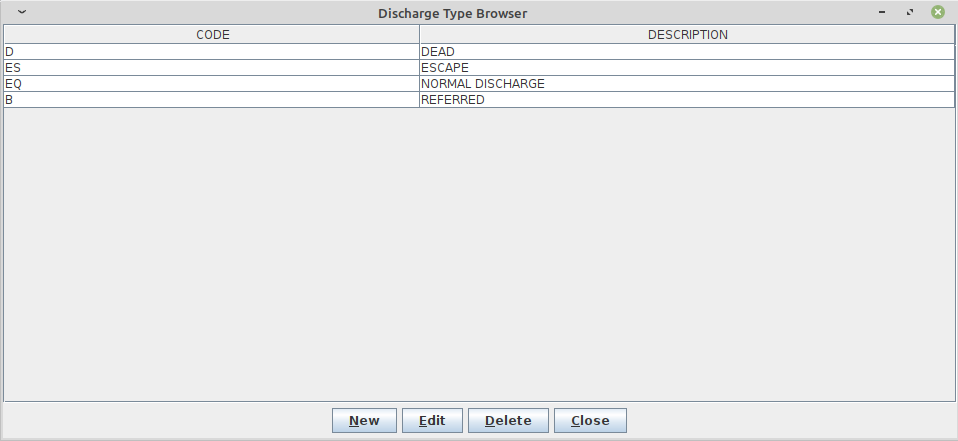 Discharge Type Browser
CODE DESCRIPTION
D DEAD
ES ESCAPE
EQ NORMAL DISCHARGE
B REFERRED
New Edit Delete Close